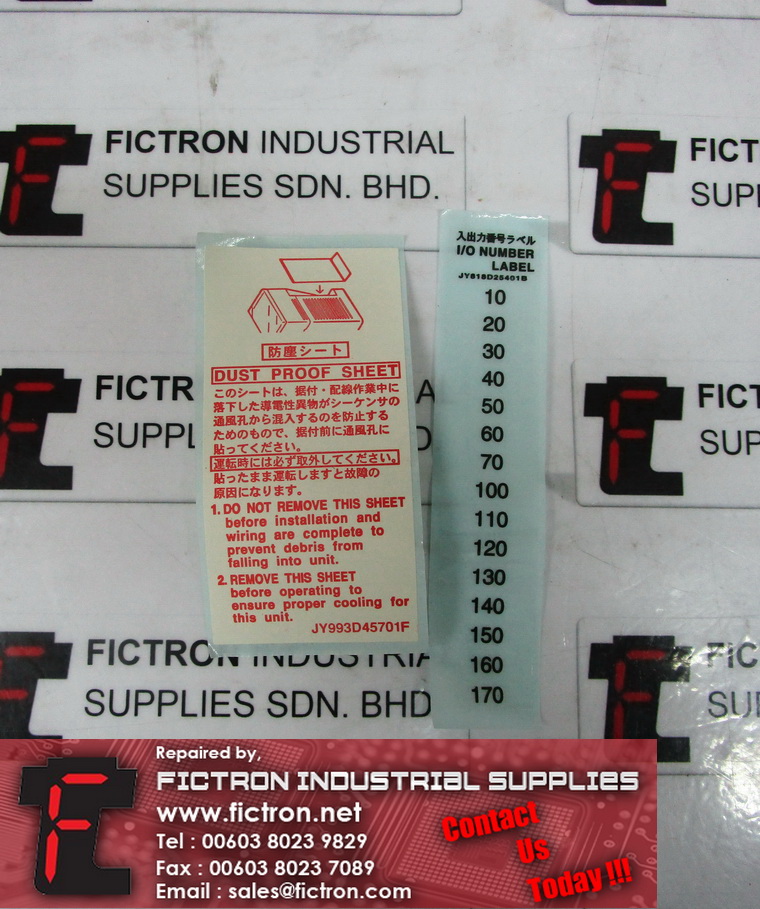 FICTRON INDUSTRIAL
SUPPLIES SDN. BHD.
FICT
SUPPL
防塵シート
DUST PROOF SHEET
このシートは、据付・配線作業中に
落下した導電性異物がシーケンサの
通風孔から混入するのを防止する
ためのもので、据付前に通風孔に
貼ってください。
運転時には必ず取外してください。
貼ったまま運転しますと故障の
原因になります。
1. DO NOT REMOVE THIS SHEET
before installation and
wiring are complete to
prevent debris from
falling into unit.
2. REMOVE THIS SHEET
before operating to
ensure proper cooling for
this unit.
JY993D45701F
入出力番号ラベル
I/O NUMBER
LABEL
JY818D25401B
10
20
30
40
50
60
70
100
110
120
130
140
150
160
170
FICTR
SUPPL
D.
FICT
SUPP
FICTRON INDUSTRIA
SUPPLIES SDN. BHD
FIC
SUP
Repaired by,
FICTRON INDUSTRIAL SUPPLIES
www.fictron.net
Tel : 00603 8023 9829
Fax : 00603 8023 7089
Email : sales@fictron.com
Contact
Us
Today !!!